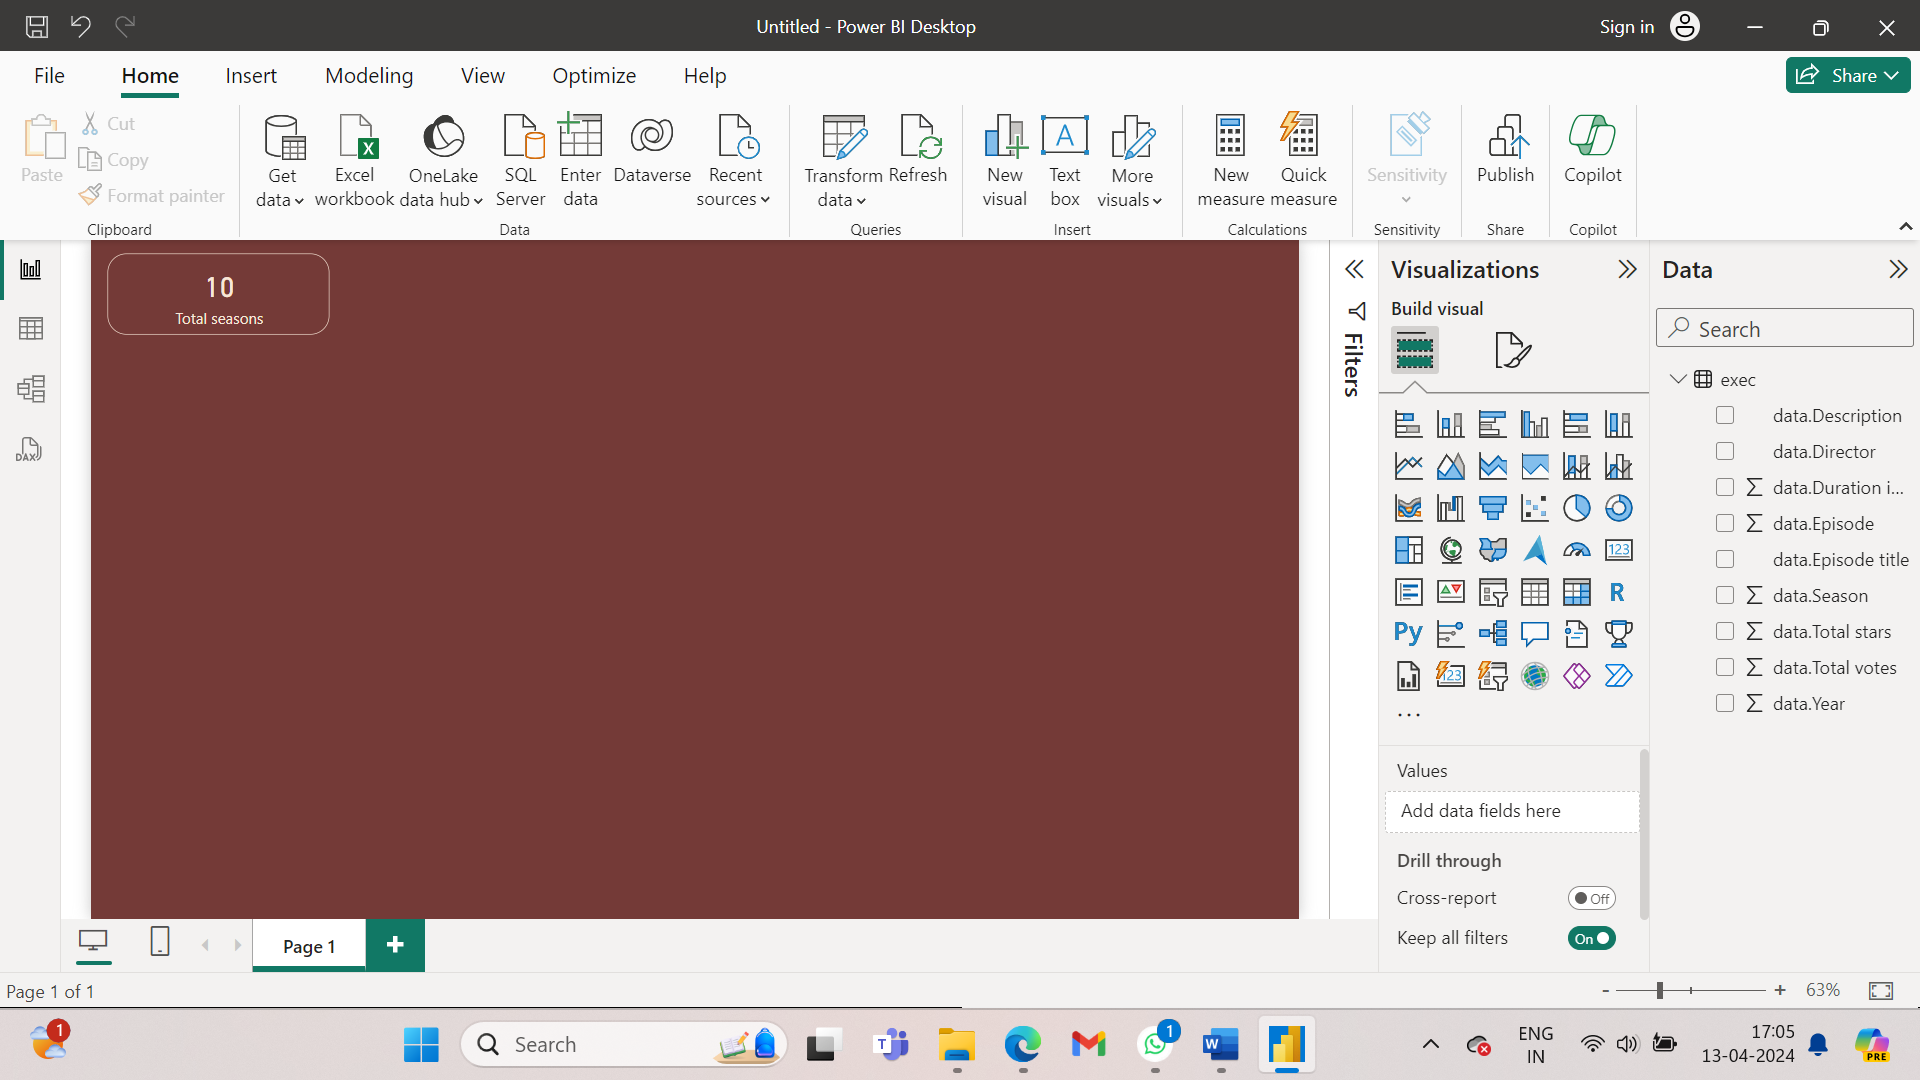 Untitled - Power BI Desktop
Sign in
File
Home
Insert
Modeling
View
Optimize
Help
Share
Paste
Cut
Copy
Format painter
Clipboard
Get
data
Excel
workbook
OneLake
data hub
SQL
Server
Enter
data
Dataverse
Recent
sources
Data
Transform
data
Refresh
Queries
New
visual
Text
box
More
visuals
Insert
New
measure
Quick
measure
Calculations
Sensitivity
Sensitivity
Publish
Share
Copilot
Copilot
DAX
10
Total seasons
Filters
Visualizations
Build visual
123
R
Py
123
...
Values
Add data fields here
Drill through
Cross-report
Off
Keep all filters
On
Data
Search
exec
data.Description
data.Director
data.Duration i...
data.Episode
data.Episode title
data.Season
data.Total stars
data.Total votes
data.Year
Page 1
Page 1 of 1
63%
1
Search
1
ENG
IN
17:05
13-04-2024
PRE